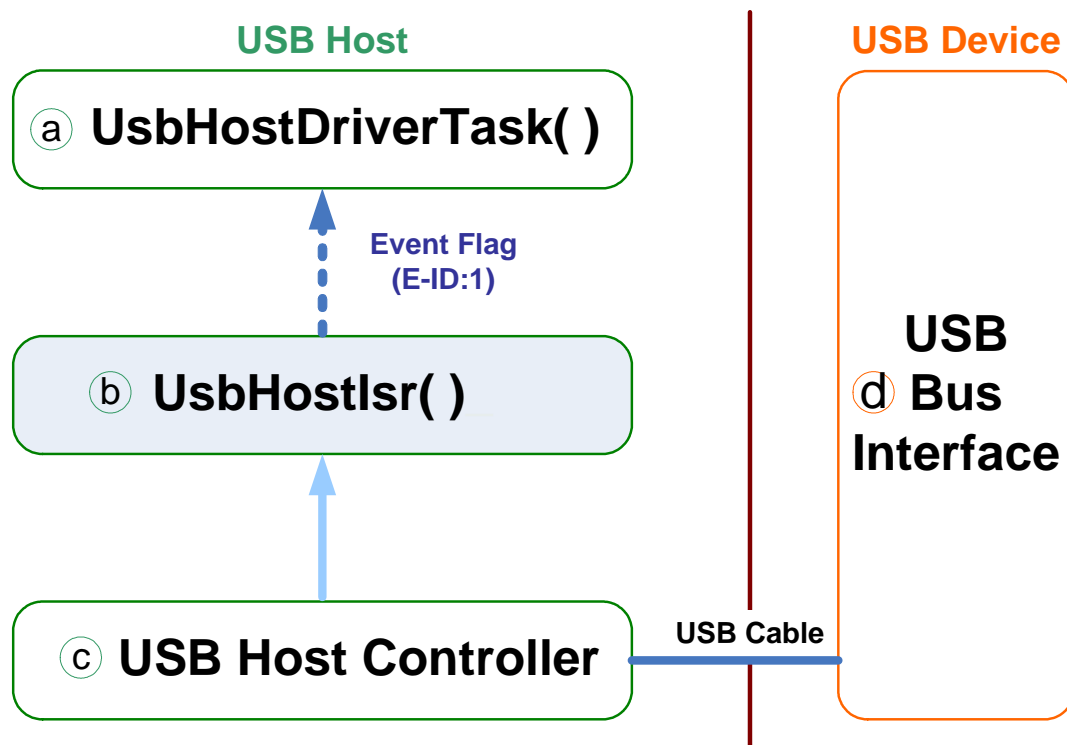 USB Host
USB Device
ⓐ UsbHostDriverTask( )
Event Flag
(E-ID:1)
ⓑ UsbHostIsr( )
USB
ⓓ Bus
Interface
USB Cable
ⓒ USB Host Controller